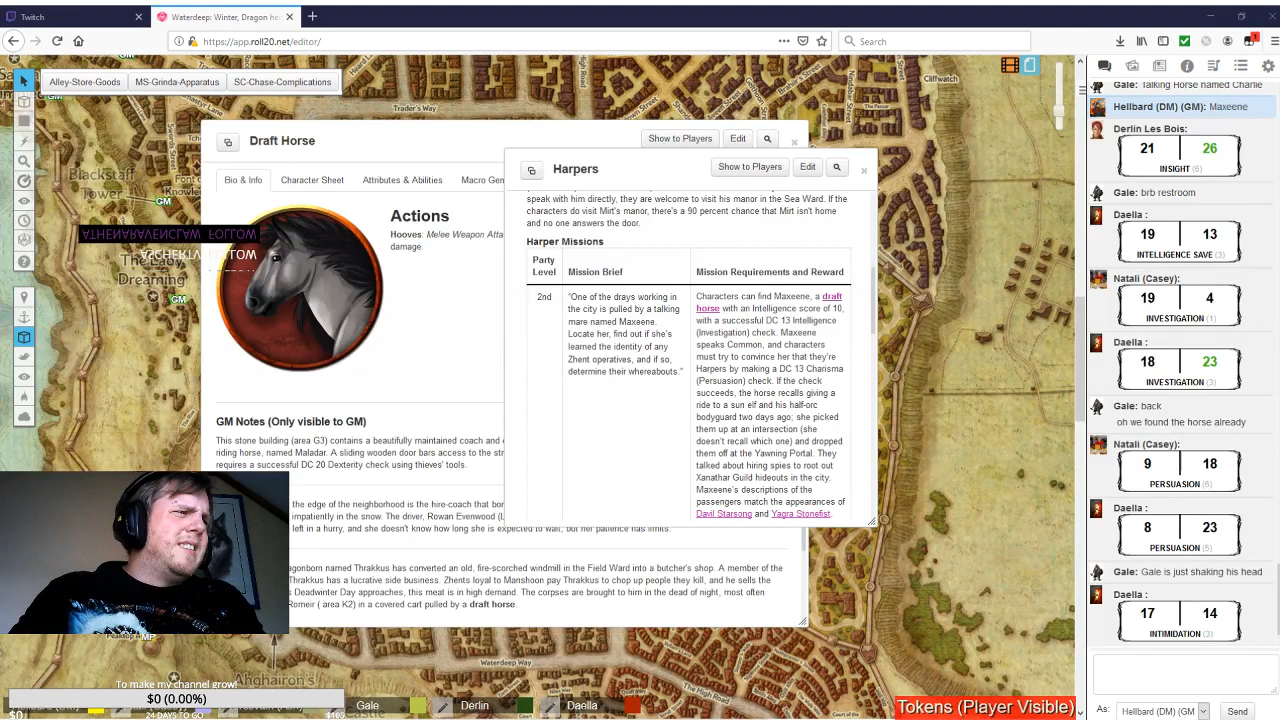 Twitch
Waterdeep: Winter, Dragon he
https://app.roll20.net/editor/
Search
Alley-Store-Goods
MS-Grinda-Apparatus
SC-Chase-Complications
Trader's Way
Cliffwatch
Blackstaff
Tower
GM
The Lady
Dreaming
GM
ATHENARAVENCLAW FOLLOW
ASCHERTV FOLLOW
Draft Horse
Show to Players
Edit
Bio & Info
Character Sheet
Attributes & Abilities
Macro Gen
Actions
Hooves: Melee Weapon Atta
damage.
GM Notes (Only visible to GM)
This stone building (area G3) contains a beautifully maintained coach and
riding horse, named Maladar. A sliding wooden door bars access to the str
requires a successful DC 20 Dexterity check using thieves' tools.
the edge of the neighborhood is the hire-coach that bor
impatiently in the snow. The driver, Rowan Evenwood (L
left in a hurry, and she doesn't know how long she is expected to wait, but her patience has limits.
agonborn named Thrakkus has converted an old, fire-scorched windmill in the Field Ward into a butcher's shop. A member of the
Thrakkus has a lucrative side business. Zhents loyal to Manshoon pay Thrakkus to chop up people they kill, and he sells the
s Deadwinter Day approaches, this meat is in high demand. The corpses are brought to him in the dead of night, most often
Romeir ( area K2) in a covered cart pulled by a draft horse.
Harpers
Show to Players
Edit
speak with him directly, they are welcome to visit his manor in the Sea Ward. If the
characters do visit Mirt's manor, there's a 90 percent chance that Mirt isn't home
and no one answers the door.
Harper Missions
Party
Level
Mission Brief
Mission Requirements and Reward
2nd
"One of the drays working in
the city is pulled by a talking
mare named Maxeene.
Locate her, find out if she's
learned the identity of any
Zhent operatives, and if so,
determine their whereabouts."
Characters can find Maxeene, a draft
horse with an Intelligence score of 10,
with a successful DC 13 Intelligence
(Investigation) check. Maxeene
speaks Common, and characters
must try to convince her that they're
Harpers by making a DC 13 Charisma
(Persuasion) check. If the check
succeeds, the horse recalls giving a
ride to a sun elf and his half-orc
bodyguard two days ago; she picked
them up at an intersection (she
doesn't recall which one) and dropped
them off at the Yawning Portal. They
talked about hiring spies to root out
Xanathar Guild hideouts in the city.
Maxeene's descriptions of the
passengers match the appearances of
Davil Starsong and Yagra Stonefist.
Gale: Talking Horse named Charlie
Hellbard (DM) (GM): Maxeene
Derlin Les Bois:
21 26
INSIGHT (6)
Gale: brb restroom
Daella :
19 13
INTELLIGENCE SAVE (3)
Natali (Casey):
19 4
INVESTIGATION (1)
Daella :
18 23
INVESTIGATION (3)
Gale: back
oh we found the horse already
Natali (Casey):
9 18
PERSUASION (6)
Daella :
8 23
PERSUASION (5)
Gale: Gale is just shaking his head
Daella :
17 14
INTIMIDATION (3)
As:
Hellbard (DM) (GM
Send
To make my channel grow!
$0 (0.00%)
$0
24 DAYS TO GO
$105
Waterdeep Way
The High Road
Gale
Derlin
Daella
Tokens (Player Visible)